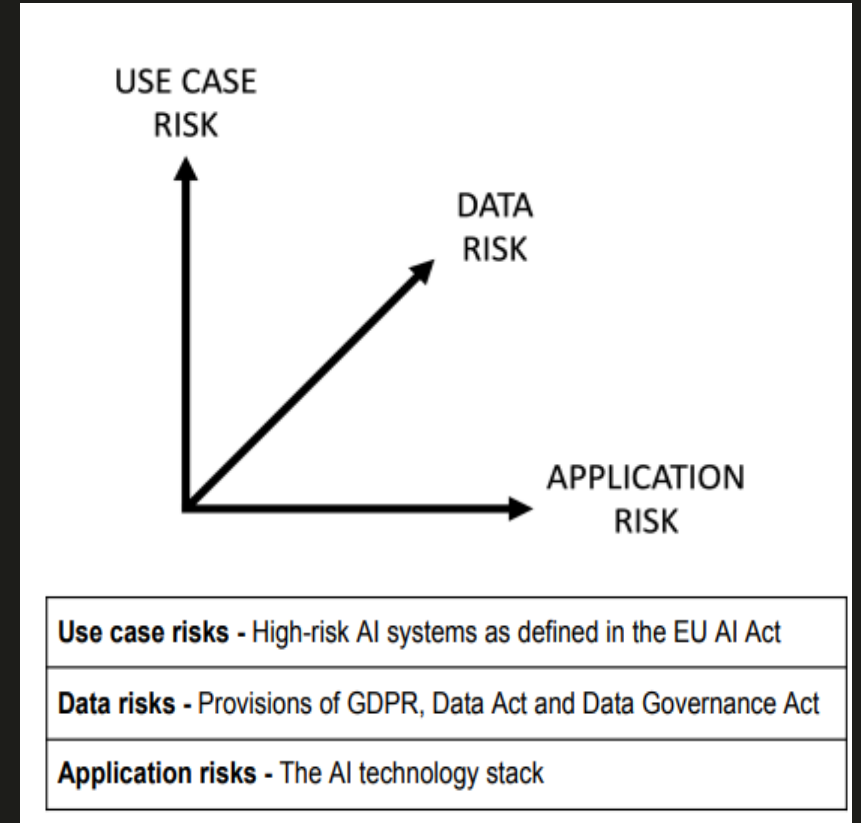 USE CASE
RISK
DATA
RISK
APPLICATION
RISK
Use case risks - High-risk AI systems as defined in the EU AI Act
Data risks - Provisions of GDPR, Data Act and Data Governance Act
Application risks - The AI technology stack